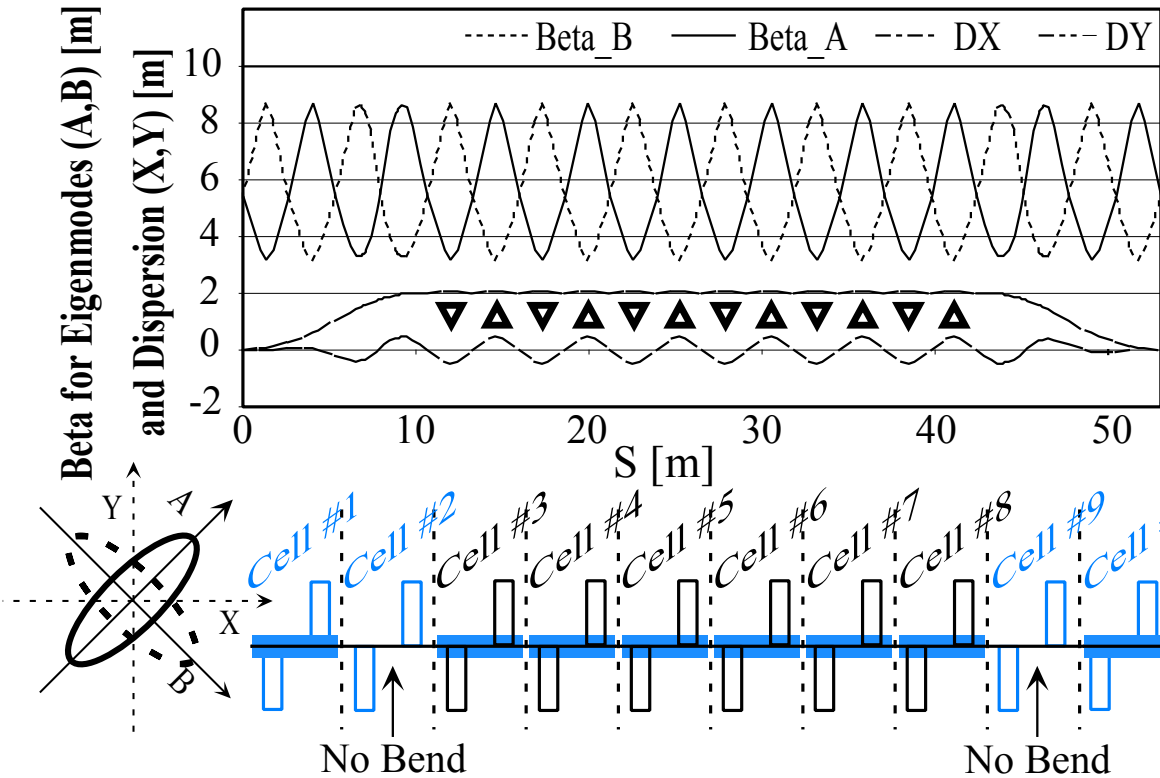 Beta for Eigenmodes (A,B) [m]
and Dispersion (X,Y) [m]
Beta_B Beta_A DX DY
10
8
6
4
2
0
-2
0 10 20 30 40 50
S [m]
Y A
X
B
Cell #1 Cell #2 Cell #3 Cell #4 Cell #5 Cell #6 Cell #7 Cell #8 Cell #9 Cell
No Bend No Bend